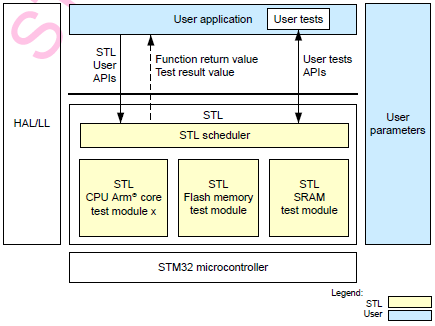 User application
User tests
STL
User
APIs
Function return value
Test result value
User tests
APIs
HAL/LL
STL
STL scheduler
STL
CPU Arm® core
test module x
STL
Flash memory
test module
STL
SRAM
test module
User
parameters
STM32 microcontroller
Legend:
STL
User